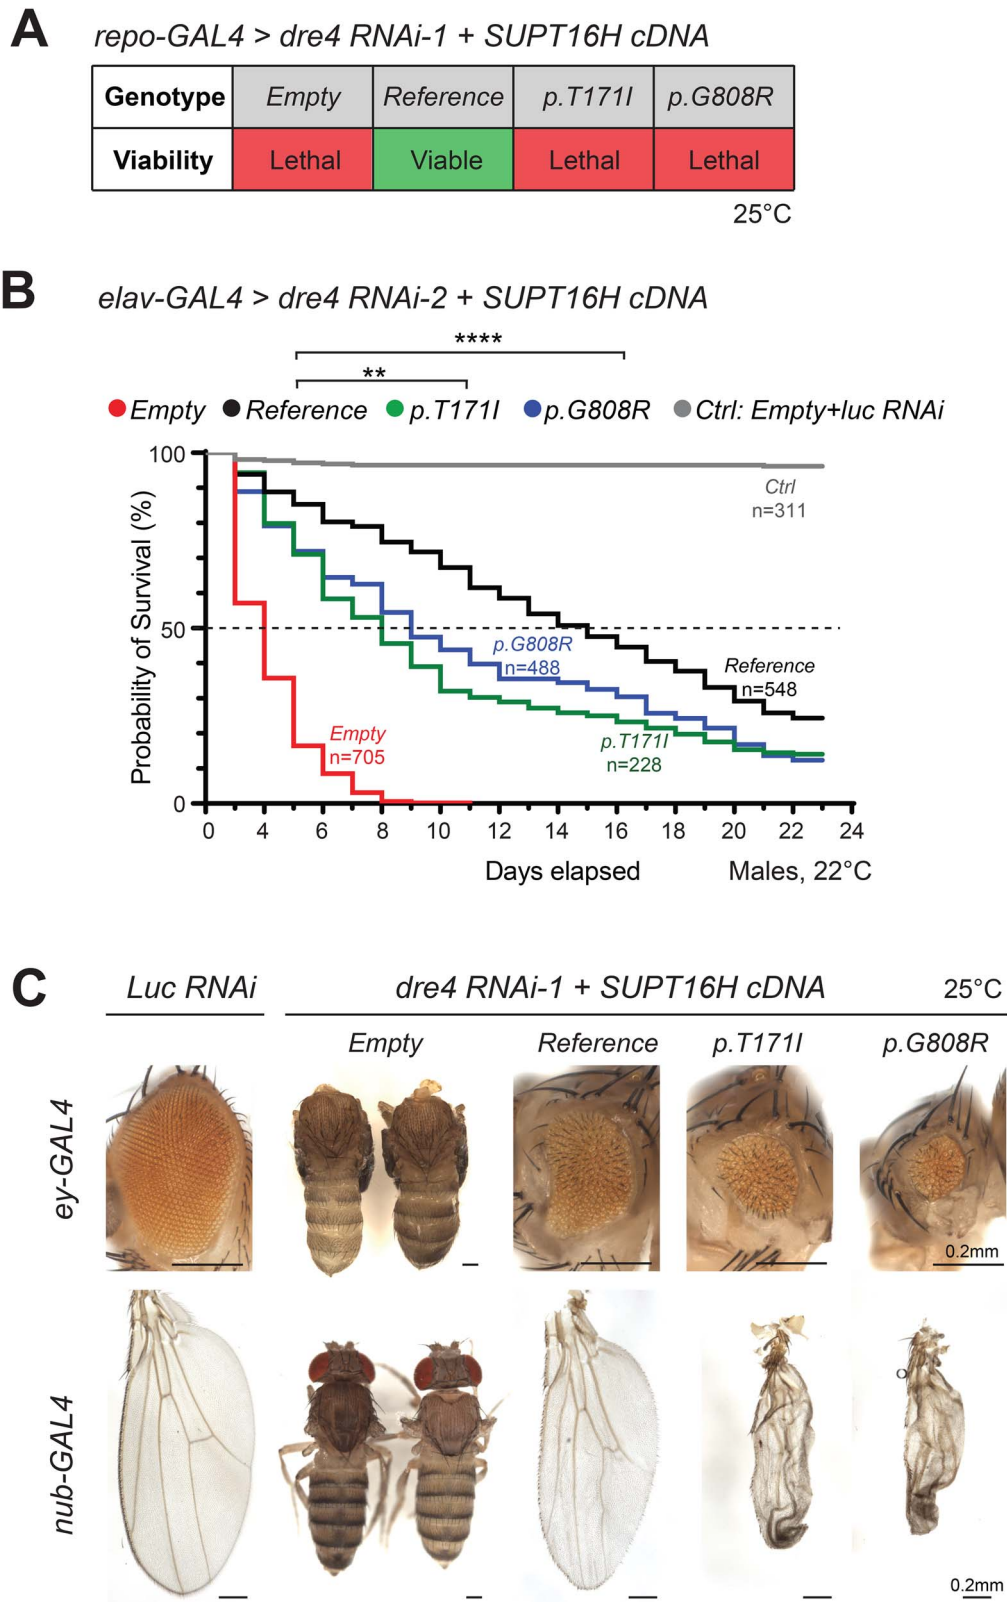 A
repo-GAL4 > dre4 RNAi-1 + SUPT16H cDNA
Genotype Empty Reference p.T171I p.G808R
Viability Lethal Viable Lethal Lethal
25°C
B
elav-GAL4 > dre4 RNAi-2 + SUPT16H cDNA
****
**
Empty Reference p.T171I p.G808R Ctrl: Empty+luc RNAi
Probability of Survival (%)
100
50
0
Ctrl
n=311
p.G808R
n=488
Reference
n=548
Empty
n=705
p.T171I
n=228
0 4 6 8 10 12 14 16 18 20 22 24
Days elapsed
Males, 22°C
C
Luc RNAi
dre4 RNAi-1 + SUPT16H cDNA
25°C
Empty Reference p.T171I p.G808R
ey-GAL4
0.2mm
nub-GAL4
0.2mm